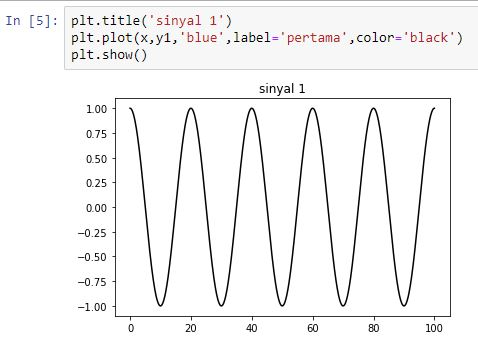 In [5]: plt.title('sinyal 1')
plt.plot(x,y1,'blue',label='pertama',color='black')
plt.show()
sinyal 1
1.00
0.75
0.50
0.25
0.00
−0.25
−0.50
−0.75
−1.00
0 20 40 60 80 100